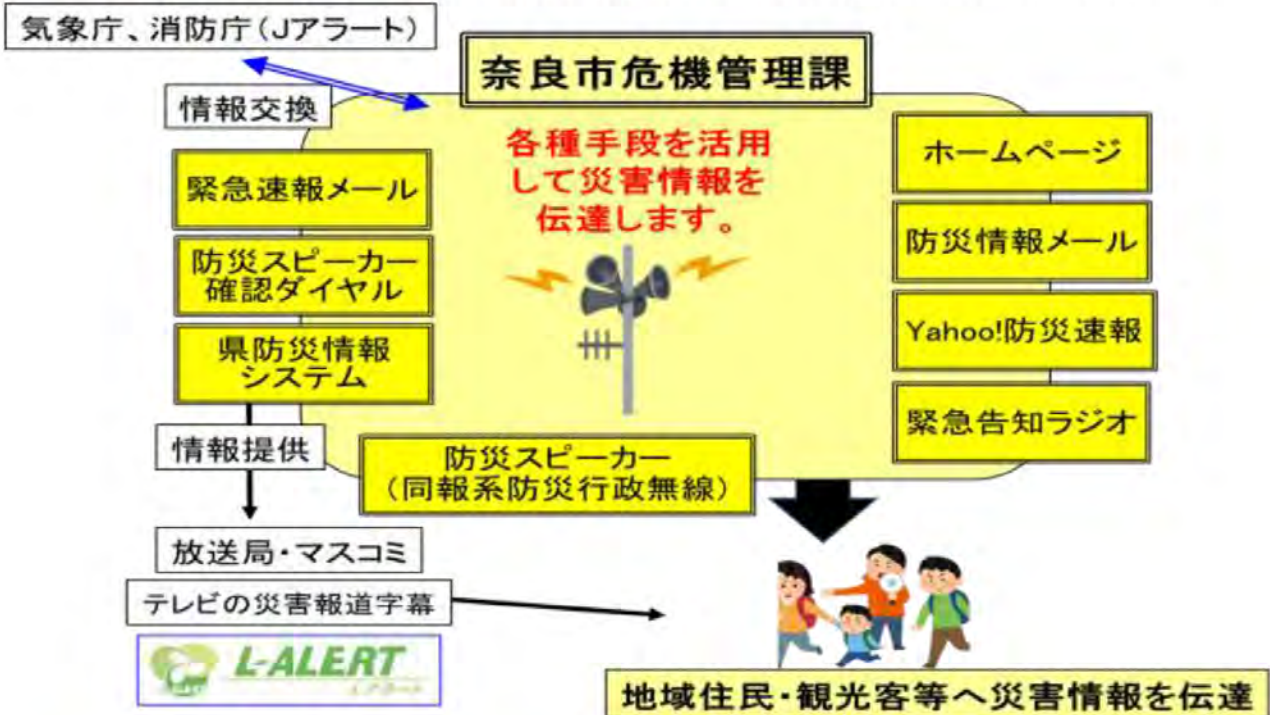 気象庁、消防庁(Jアラート)
奈良市危機管理課
情報交換
各種手段を活用
して災害情報を
伝達します。
緊急速報メール
防災スピーカー
確認ダイヤル
県防災情報
システム
ホームページ
防災情報メール
Yahoo!防災速報
緊急告知ラジオ
情報提供
防災スピーカー
(同報系防災行政無線)
放送局・マスコミ
テレビの災害報道字幕
L-ALERT
Lアラート
地域住民・観光客等へ災害情報を伝達